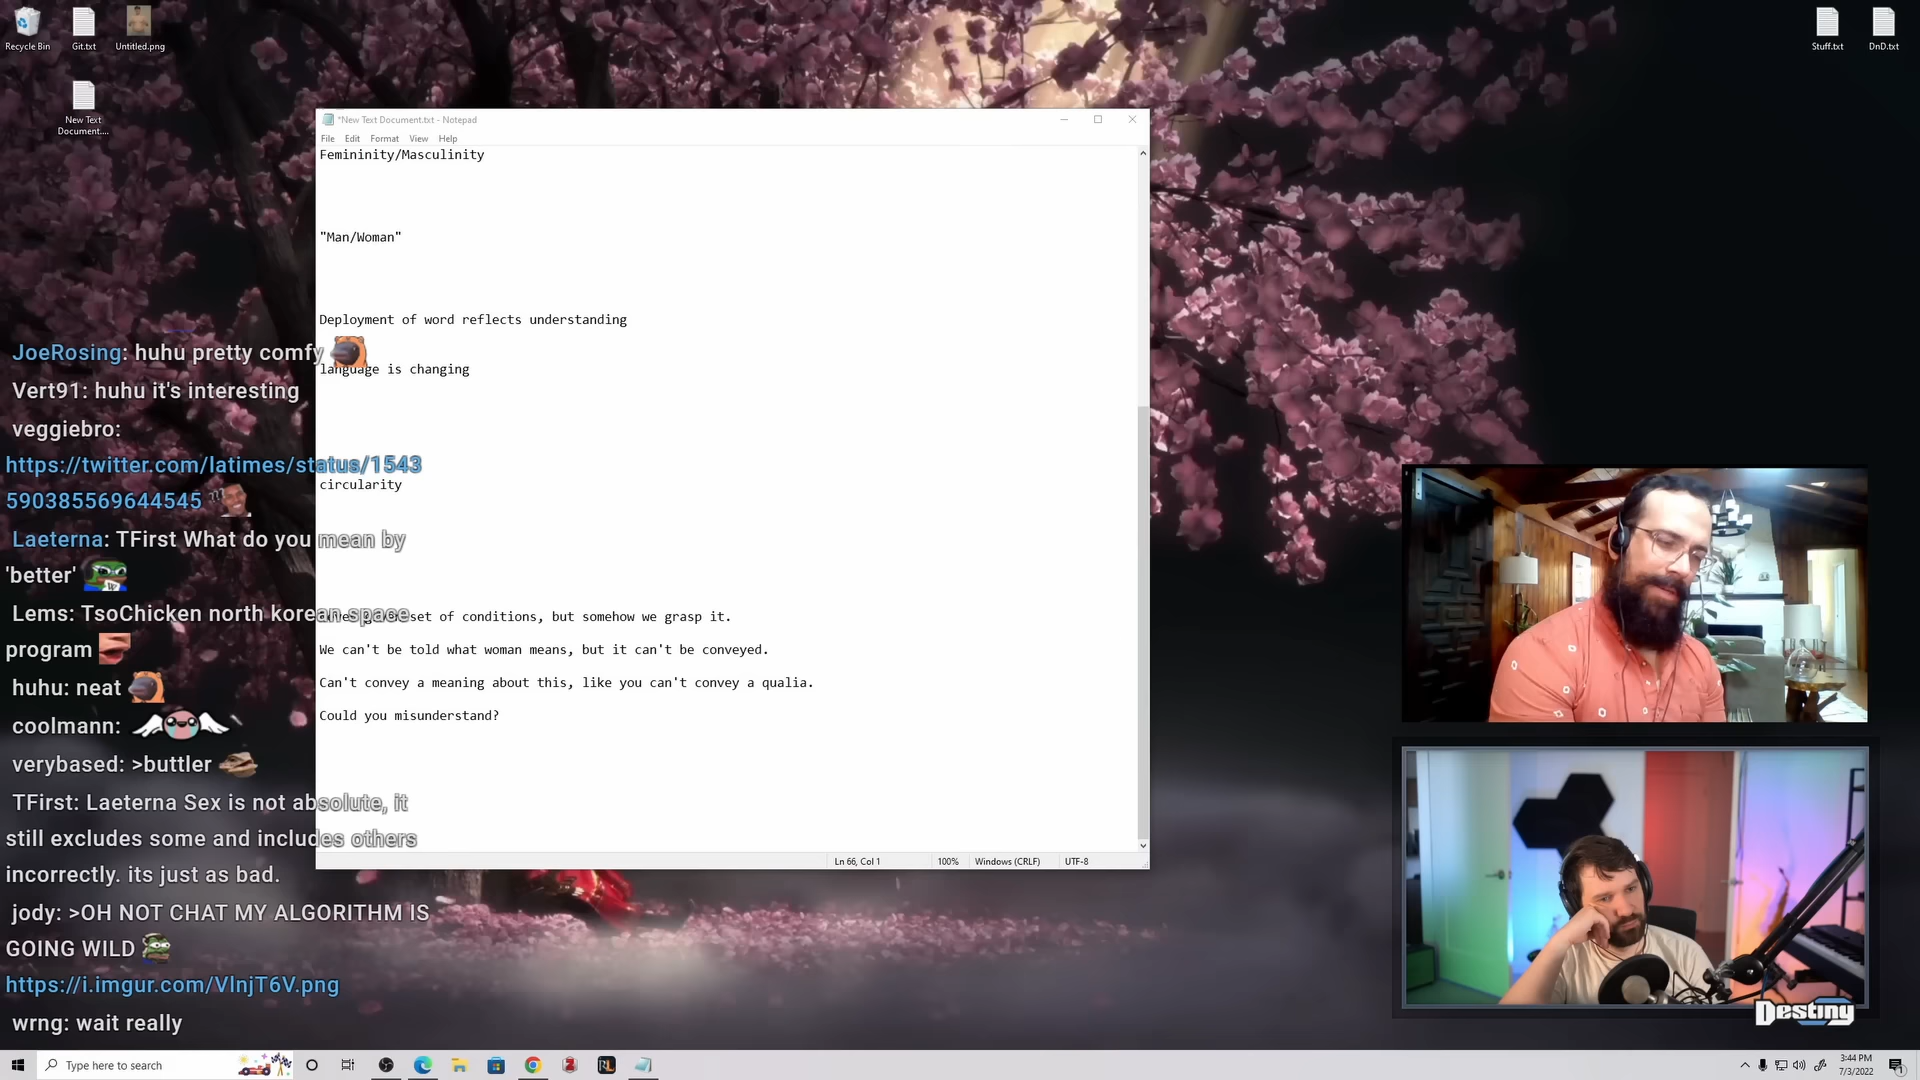 Recycle Bin
Git.txt
Untitled.png
Stuff.txt
DnD.txt
New Text
Document....
*New Text Document.txt - Notepad
File Edit Format View Help
Femininity/Masculinity
"Man/Woman"
Deployment of word reflects understanding
language is changing
circularity
set of conditions, but somehow we grasp it.
We can't be told what woman means, but it can't be conveyed.
Can't convey a meaning about this, like you can't convey a qualia.
Could you misunderstand?
Ln 66, Col 1
100%
Windows (CRLF)
UTF-8
JoeRosing: huhu pretty comfy
Vert91: huhu it's interesting
veggiebro:
https://twitter.com/latimes/status/1543
590385569644545
Laeterna: TFirst What do you mean by
'better'
Lems: TsoChicken north korean space
program
huhu: neat
coolmann:
verybased: >buttler
TFirst: Laeterna Sex is not absolute, it
still excludes some and includes others
incorrectly. its just as bad.
jody: >OH NOT CHAT MY ALGORITHM IS
GOING WILD
https://i.imgur.com/VlnjT6V.png
wrng: wait really
Destiny
Type here to search
3:44 PM
7/3/2022